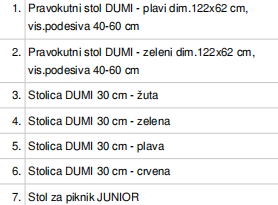 1. Pravokutni stol DUMI - plavi dim.122x62 cm,
vis.podesiva 40-60 cm
2. Pravokutni stol DUMI - zeleni dim.122x62 cm,
vis.podesiva 40-60 cm
3. Stolica DUMI 30 cm - žuta
4. Stolica DUMI 30 cm - zelena
5. Stolica DUMI 30 cm - plava
6. Stolica DUMI 30 cm - crvena
7. Stol za piknik JUNIOR